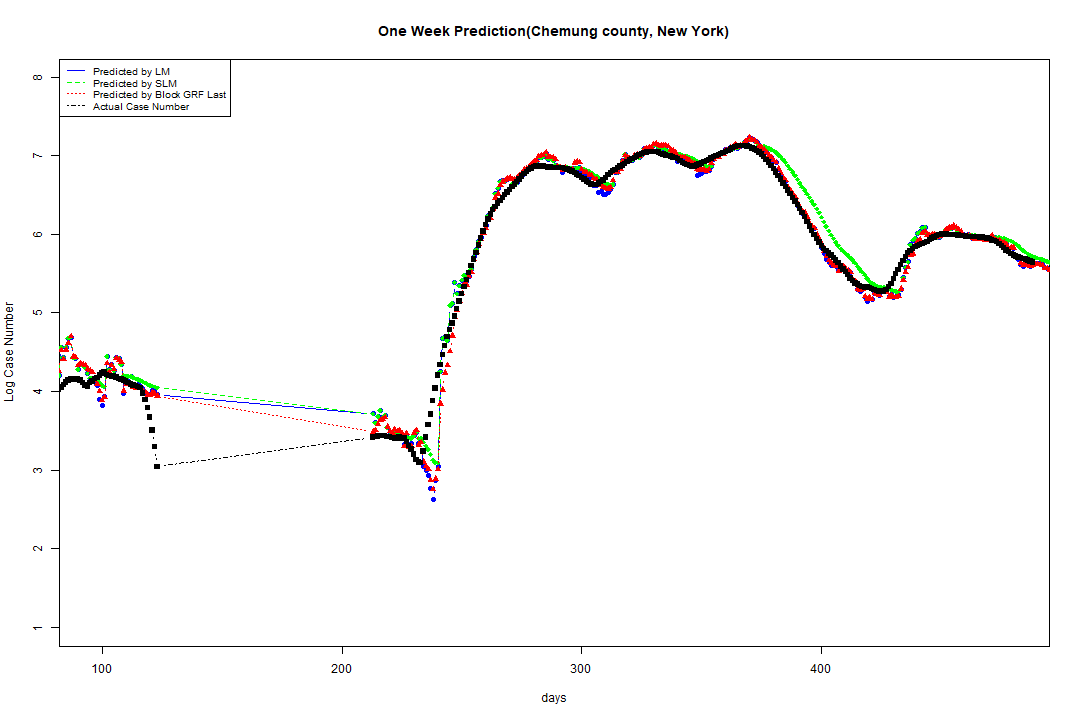 One Week Prediction(Chemung county, New York)
Predicted by LM
Predicted by SLM
Predicted by Block GRF Last
Actual Case Number
8
7
6
5
4
3
2
1
Log Case Number
100 200 300 400
days